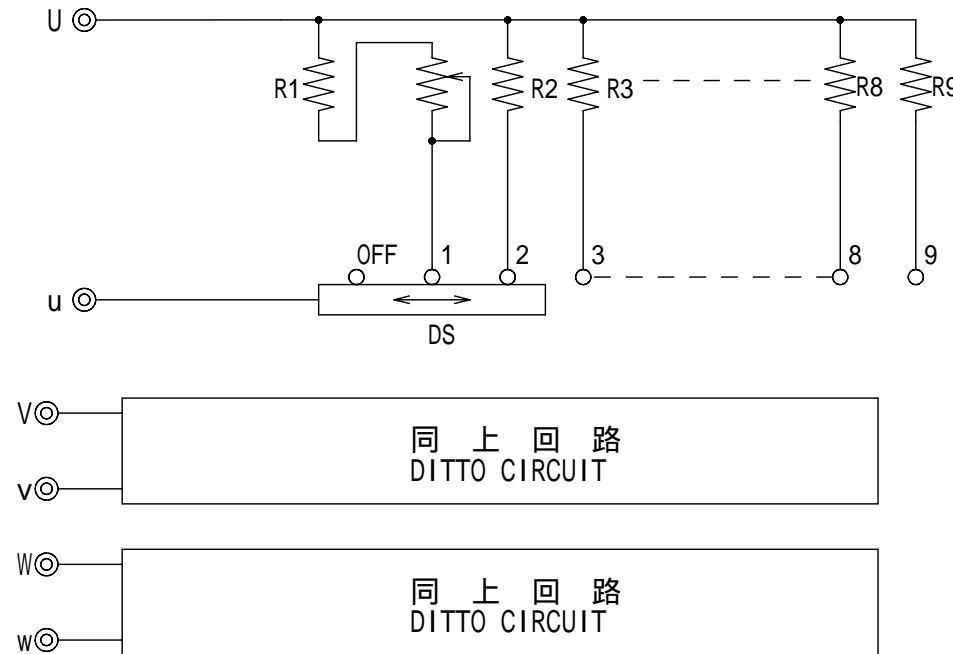 U
R1
R2
R3
R8
R9
OFF
1
2
3
8
9
u
DS
V
同 上 回 路
DITTO CIRCUIT
v
W
同 上 回 路
DITTO CIRCUIT
w